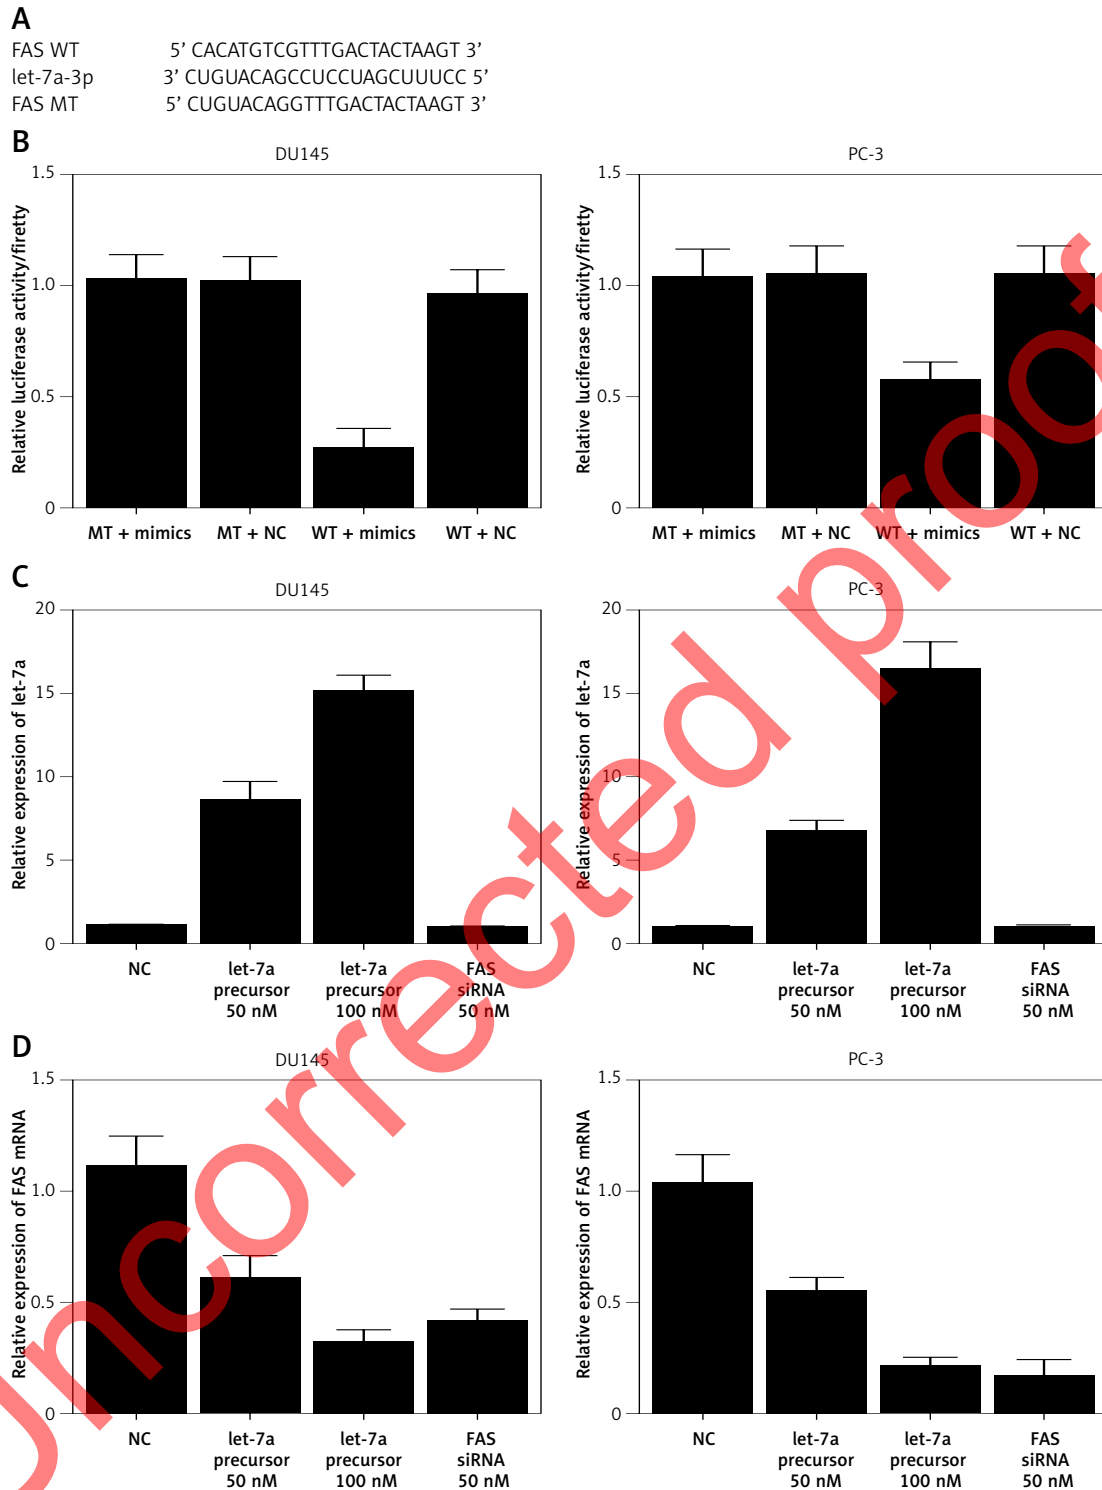 A
FAS WT 5’ CACATGTCGTTTGACTACTAAGT 3’
let-7a-3p 3’ CUGUACAGCCUCCUAGCUUUCC 5’
FAS MT 5’ CUGUACAGGTTTGACTACTAAGT 3’
B
DU145
Relative luciferase activity/firetty
1.5
1.0
0.5
0
MT + mimics MT + NC WT + mimics WT + NC
PC-3
Relative luciferase activity/firetty
1.5
1.0
0.5
0
MT + mimics MT + NC WT + mimics WT + NC
C
DU145
Relative expression of let-7a
20
15
10
5
0
NC let-7a let-7a FAS
precursor precursor siRNA
50 nM 100 nM 50 nM
PC-3
Relative expression of let-7a
20
15
10
5
0
NC let-7a let-7a FAS
precursor precursor siRNA
50 nM 100 nM 50 nM
D
DU145
Relative expression of FAS mRNA
1.5
1.0
0.5
0
NC let-7a let-7a FAS
precursor precursor siRNA
50 nM 100 nM 50 nM
PC-3
Relative expression of FAS mRNA
1.5
1.0
0.5
0
NC let-7a let-7a FAS
precursor precursor siRNA
50 nM 100 nM 50 nM
Uncorrected proof